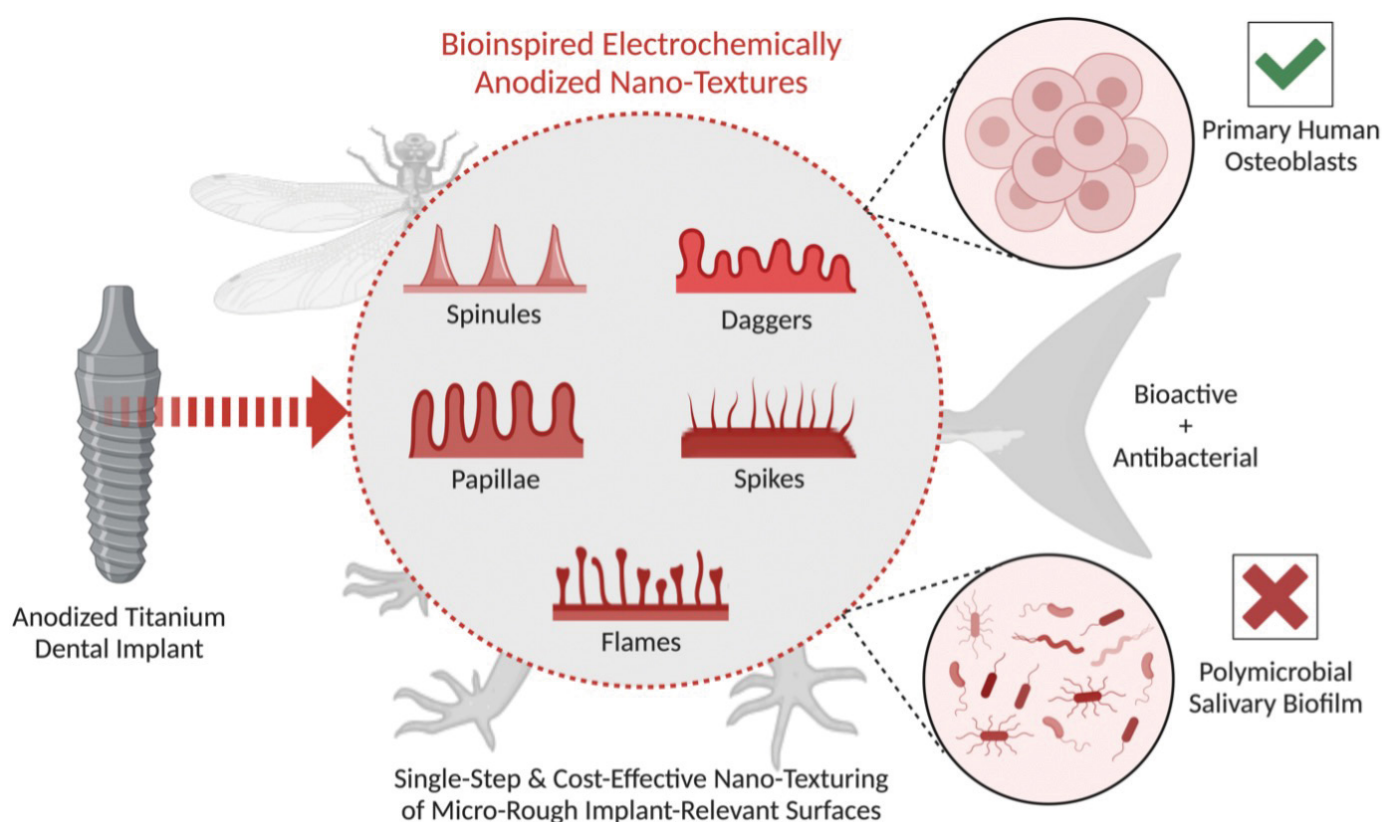 Bioinspired Electrochemically
Anodized Nano-Textures
Primary Human
Osteoblasts
Spinules
Daggers
Papillae
Spikes
Flames
Bioactive
+
Antibacterial
Anodized Titanium
Dental Implant
Polymicrobial
Salivary Biofilm
Single-Step & Cost-Effective Nano-Texturing
of Micro-Rough Implant-Relevant Surfaces